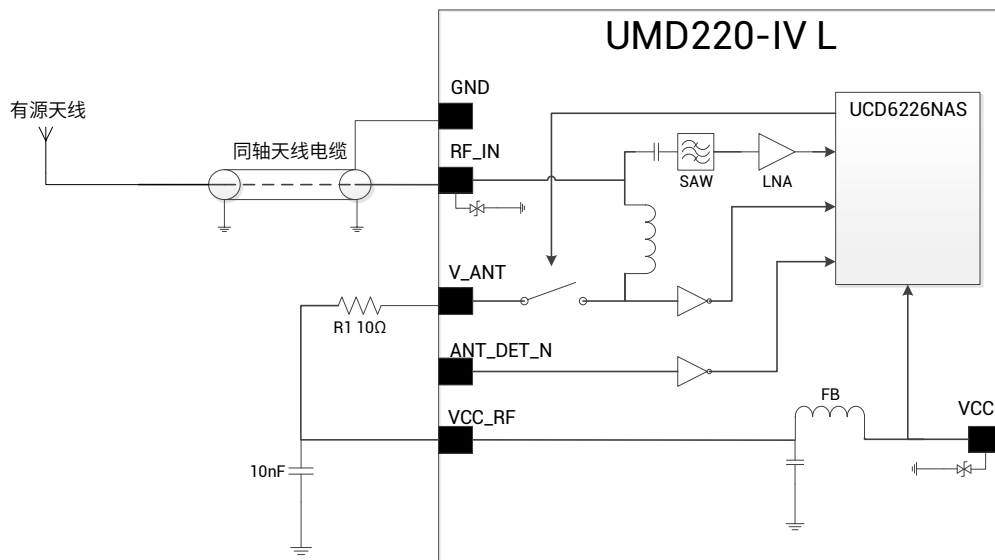 UMD220-IV L
GND
UCD6226NAS
有源天线
同轴天线电缆
RF_IN
SAW
LNA
V_ANT
R1 10Ω
ANT_DET_N
FB
VCC_RF
VCC
10nF